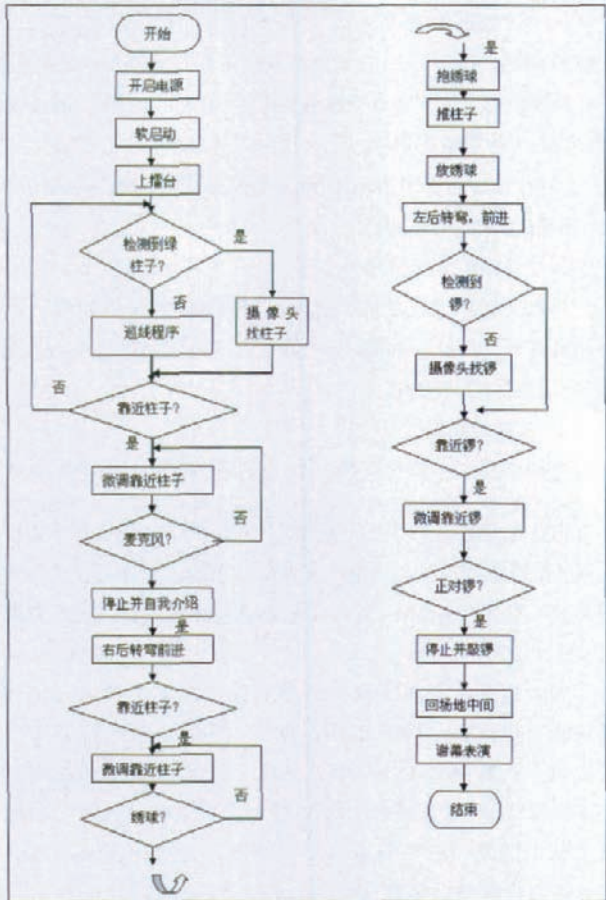 开始
开启电源
软启动
上擂台
检测到绿
柱子?
是
否
巡线程序
摄像头
找柱子
否
靠近柱子?
是
微调靠近柱子
否
麦克风?
停止并自我介绍
是
右后转弯前进
靠近柱子?
是
微调靠近柱子
否
绣球?
是
抱绣球
推柱子
放绣球
左后转弯,前进
检测到
锣?
否
摄像头找锣
靠近锣?
是
微调靠近锣
正对锣?
是
停止并敲锣
回场地中间
谢幕表演
结束